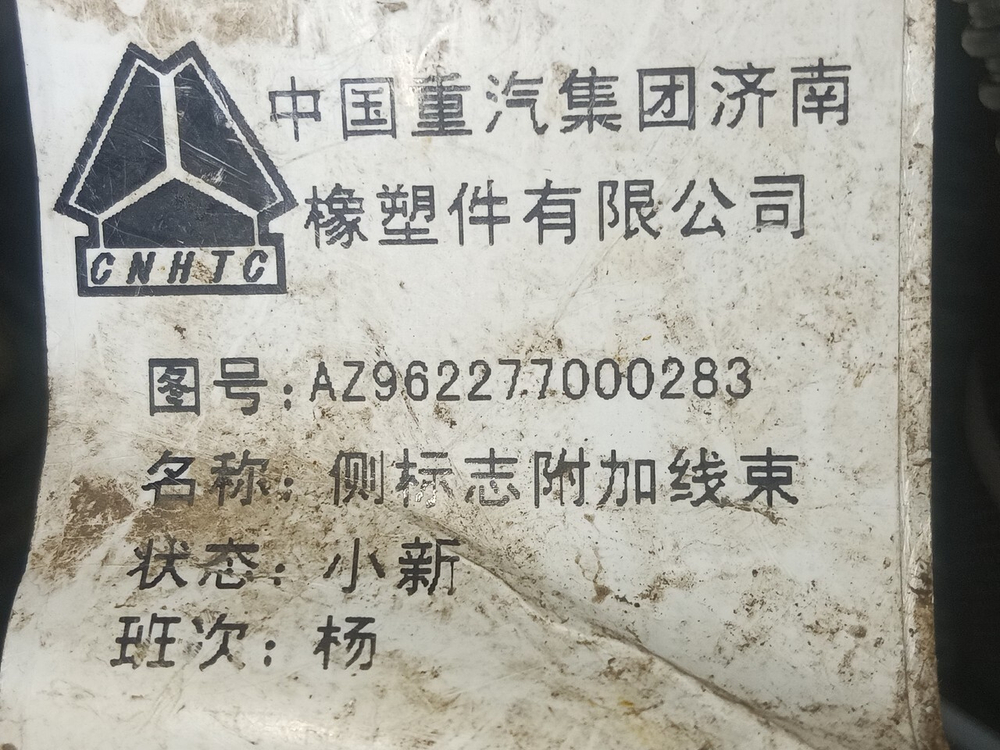 中国重汽集团济南
橡塑件有限公司
CNHTC
图号:AZ962277000283
名称:侧标志附加线束
状态:小新
班次:杨